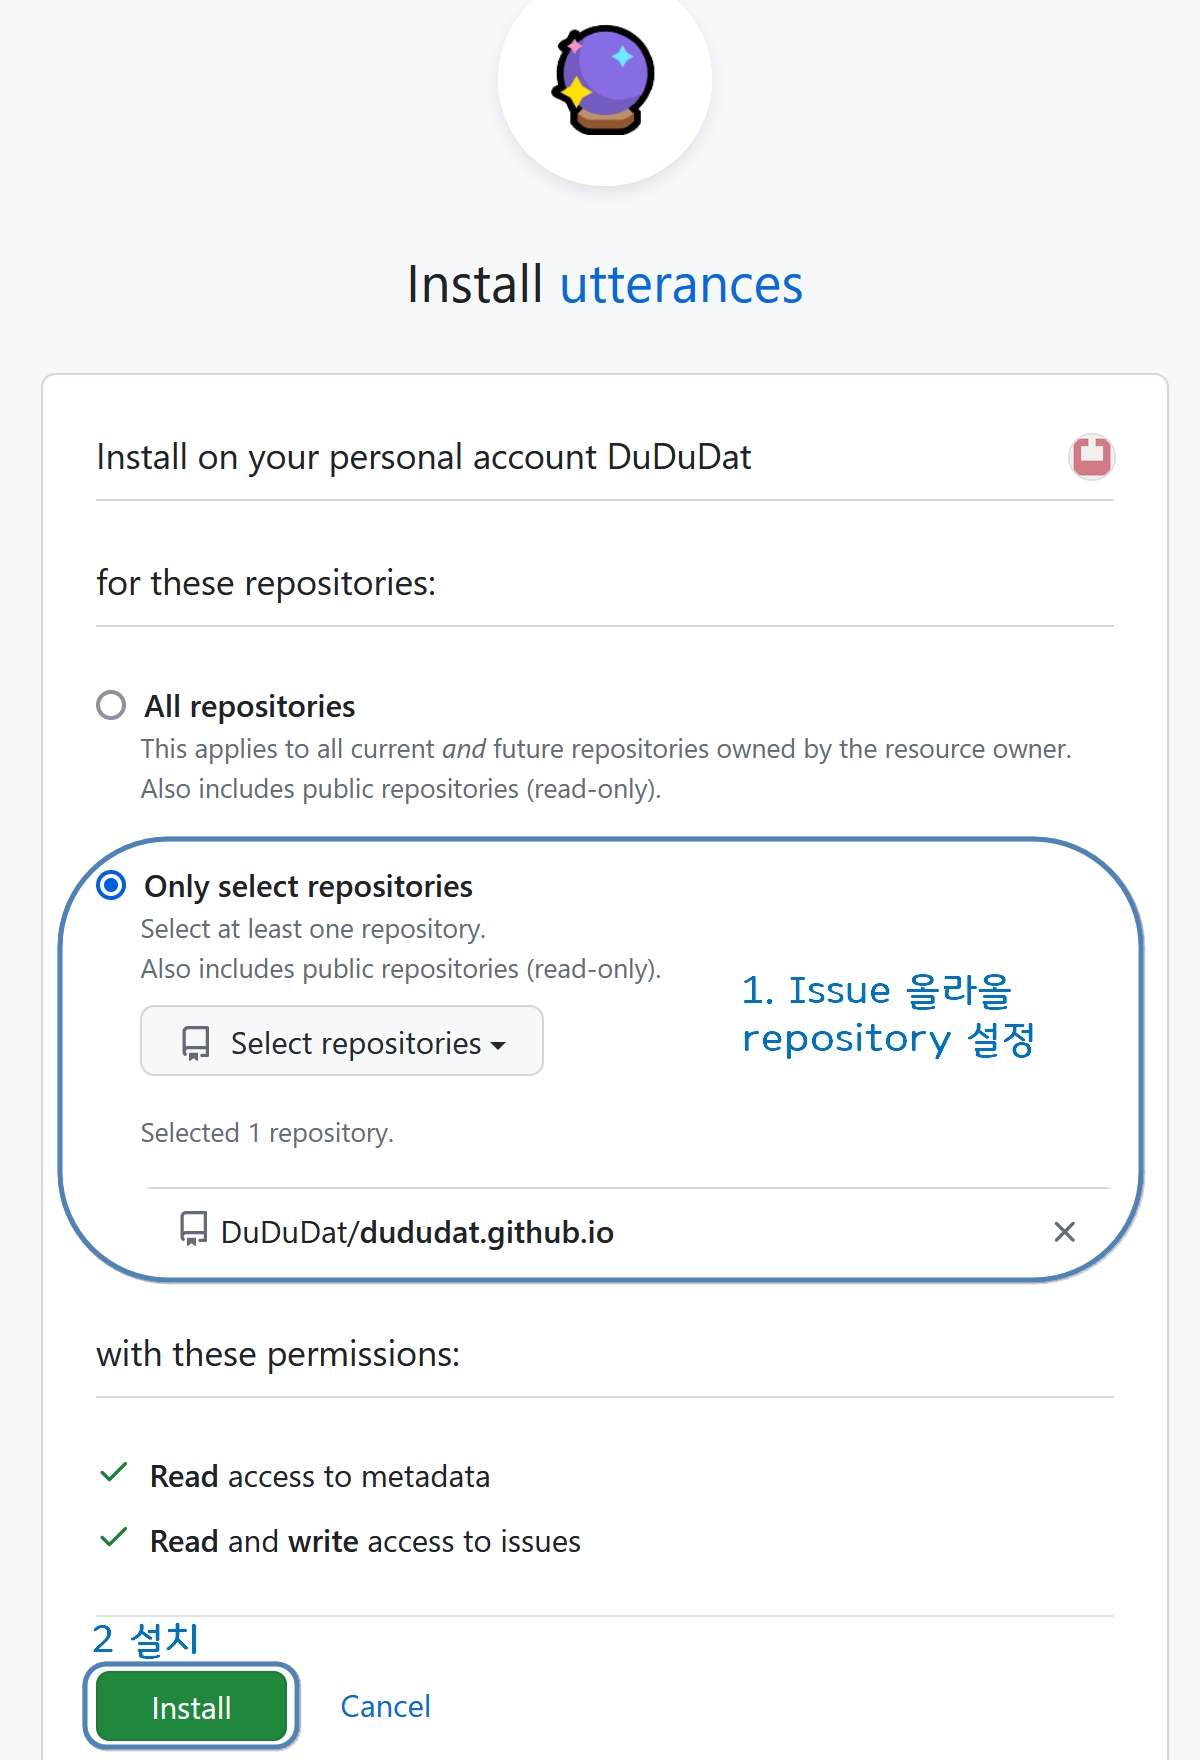 Install utterances
Install on your personal account DuDuDat
for these repositories:
All repositories
This applies to all current and future repositories owned by the resource owner.
Also includes public repositories (read-only).
Only select repositories
Select at least one repository.
Also includes public repositories (read-only).
1. Issue 올라올
repository 설정
Select repositories
Selected 1 repository.
DuDuDat/dududat.github.io
with these permissions:
Read access to metadata
Read and write access to issues
2 설치
Install Cancel